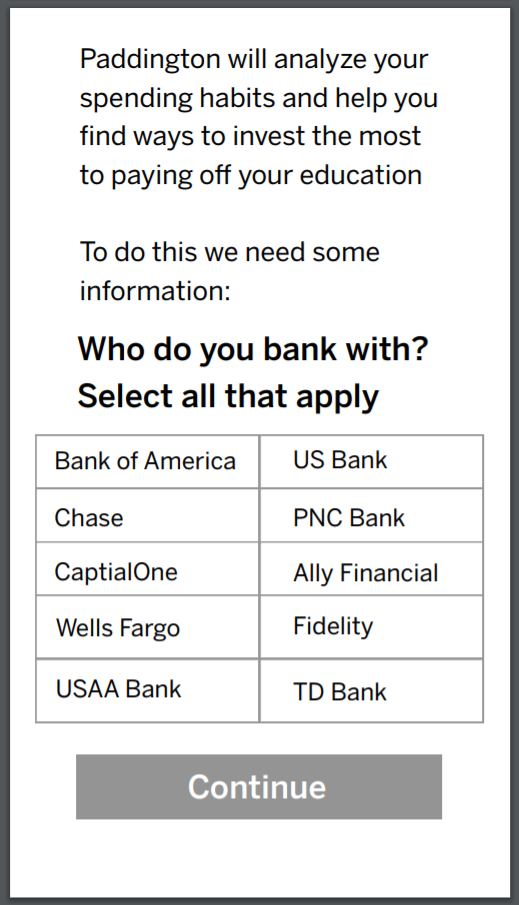 Paddington will analyze your
spending habits and help you
find ways to invest the most
to paying off your education
To do this we need some
information:
Who do you bank with?
Select all that apply
Bank of America
US Bank
Chase
PNC Bank
CaptialOne
Ally Financial
Wells Fargo
Fidelity
USAA Bank
TD Bank
Continue